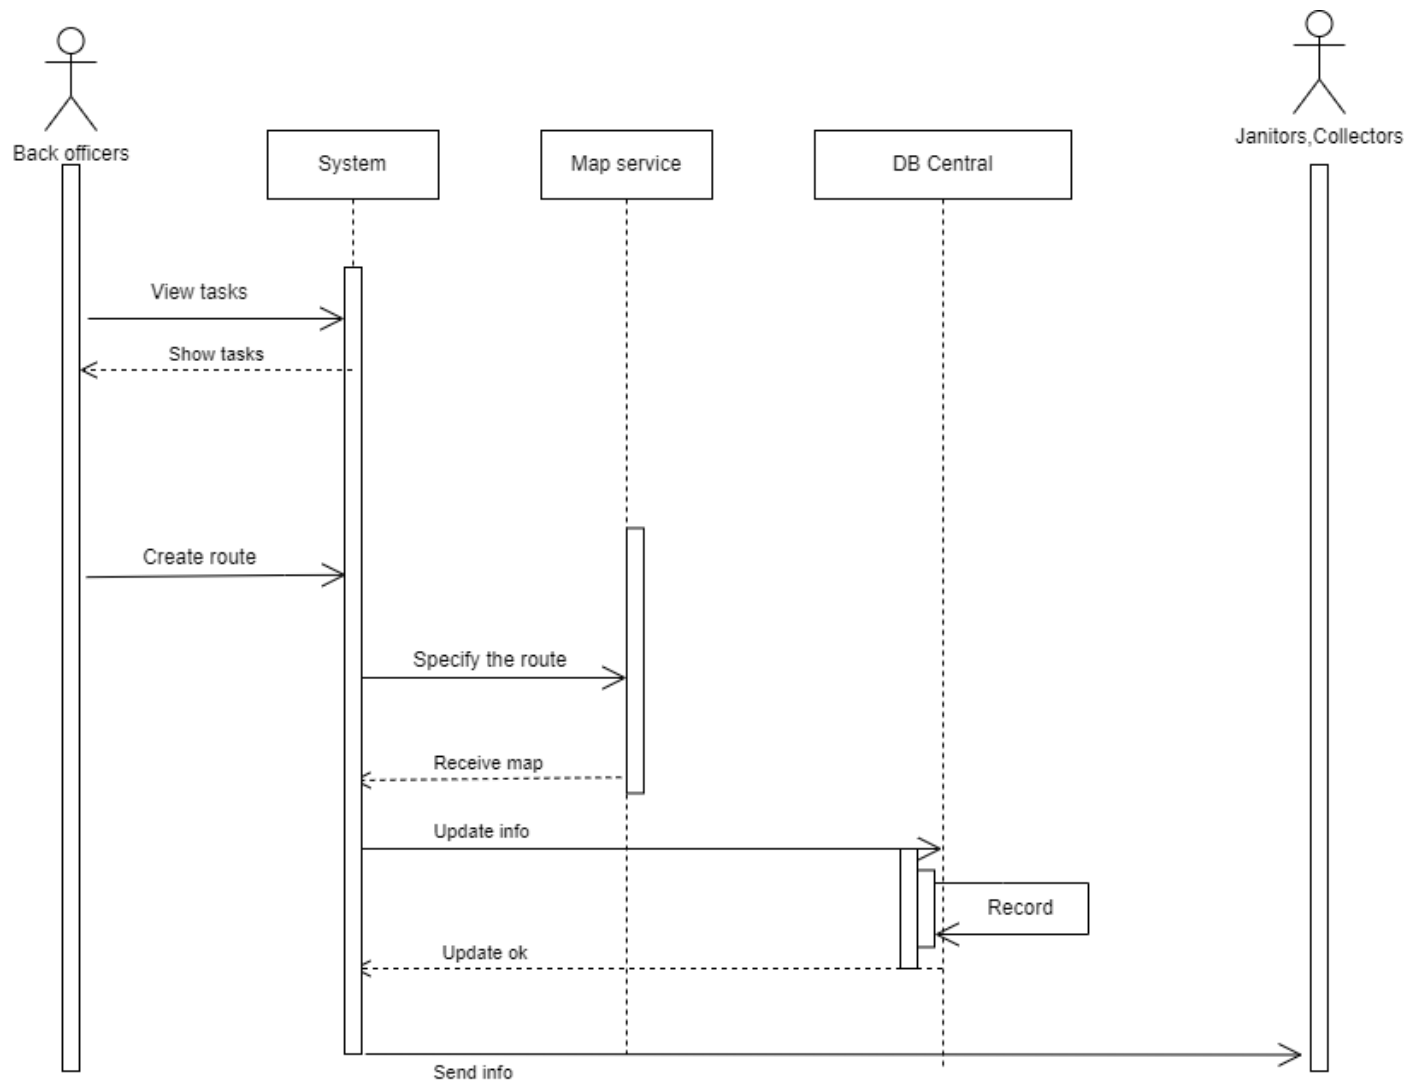 Back officers
Janitors,Collectors
System
Map service
DB Central
View tasks
Show tasks
Create route
Specify the route
Receive map
Update info
Record
Update ok
Send info